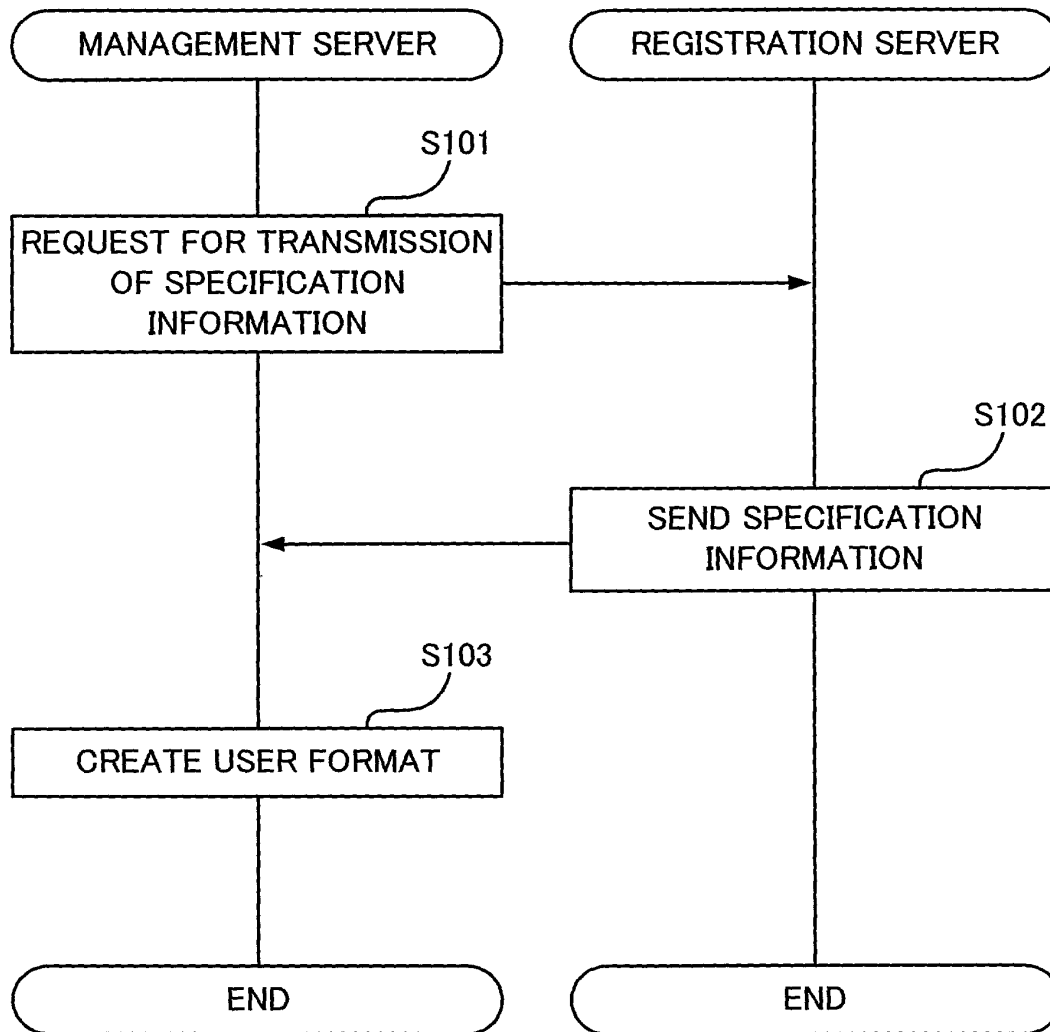 MANAGEMENT SERVER
REGISTRATION SERVER
S101
REQUEST FOR TRANSMISSION
OF SPECIFICATION
INFORMATION
S102
SEND SPECIFICATION
INFORMATION
S103
CREATE USER FORMAT
END
END